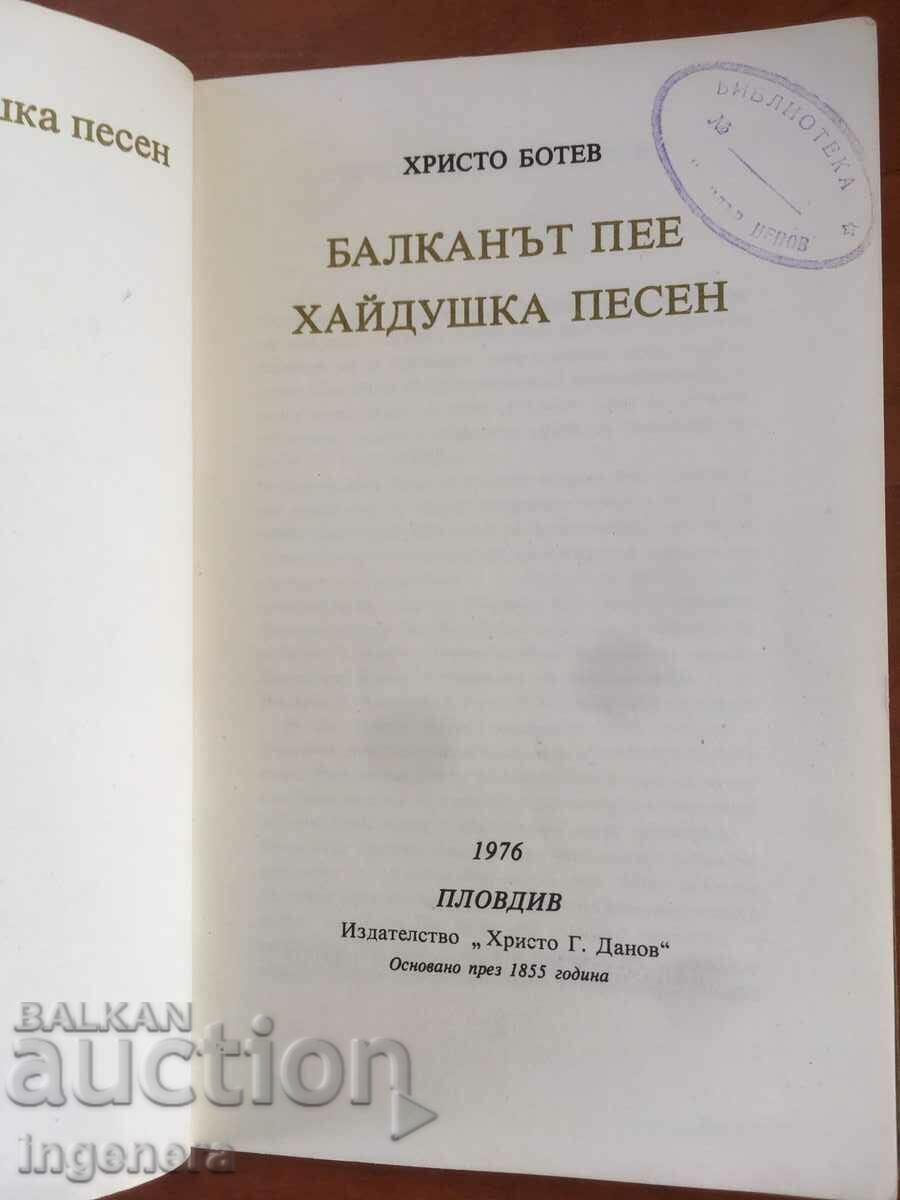 шка песен
БИБЛИОТЕКА
№
ХРИСТО БОТЕВ
БАЛКАНЪТ ПЕЕ
ХАЙДУШКА ПЕСЕН
1976
ПЛОВДИВ
Издателство „Христо Г. Данов“
Основано през 1855 година
BALKAN
auction
ingenera